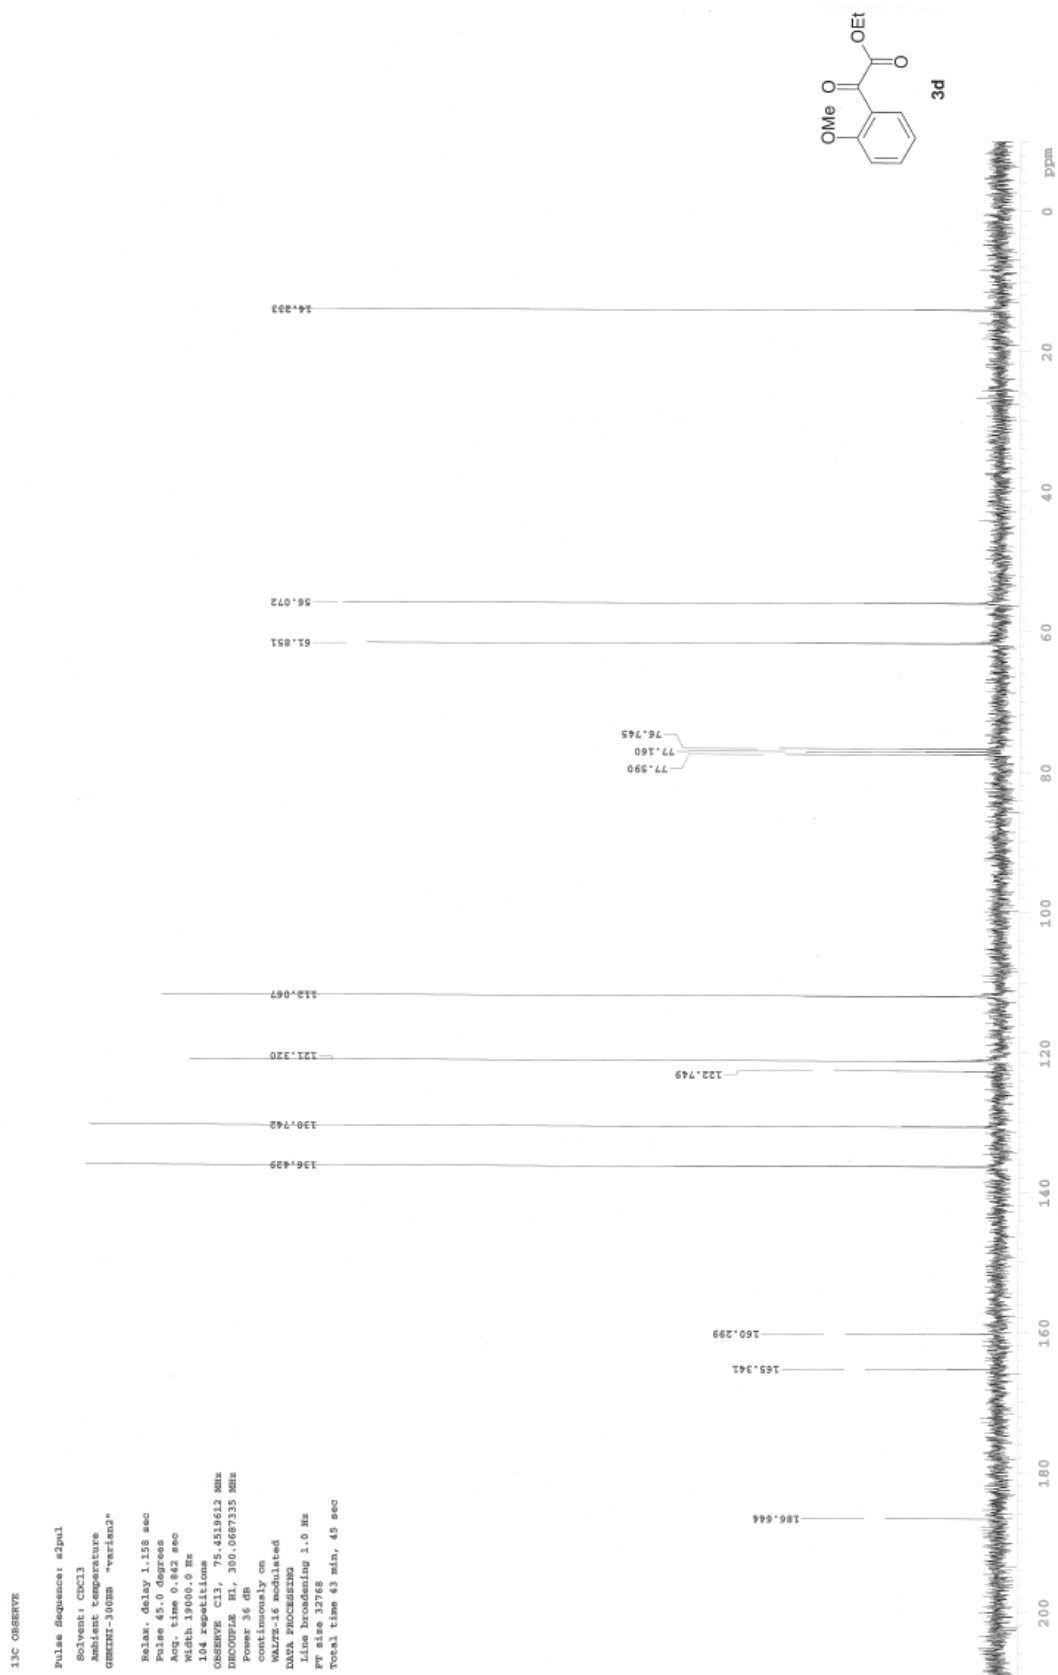 13C OBSERVE
Pulse Sequence: s2pul
Solvent: CDCl3
Ambient temperature
GEMINI-300BB "varian2"
Relax. delay 1.158 sec
Pulse 45.0 degrees
Acq. time 0.842 sec
Width 19000.0 Hz
104 repetitions
OBSERVE C13, 75.4519612 MHz
DECOUPLE H1, 300.0687335 MHz
Power 36 dB
continuously on
WALTZ-16 modulated
DATA PROCESSING
Line broadening 1.0 Hz
FT size 32768
Total time 43 min, 45 sec
186.644
165.341
160.299
136.429
130.742
122.749
121.320
112.067
77.590
77.160
76.745
61.851
56.072
14.233
OMe
O
O
OEt
3d
200
180
160
140
120
100
80
60
40
20
0
ppm